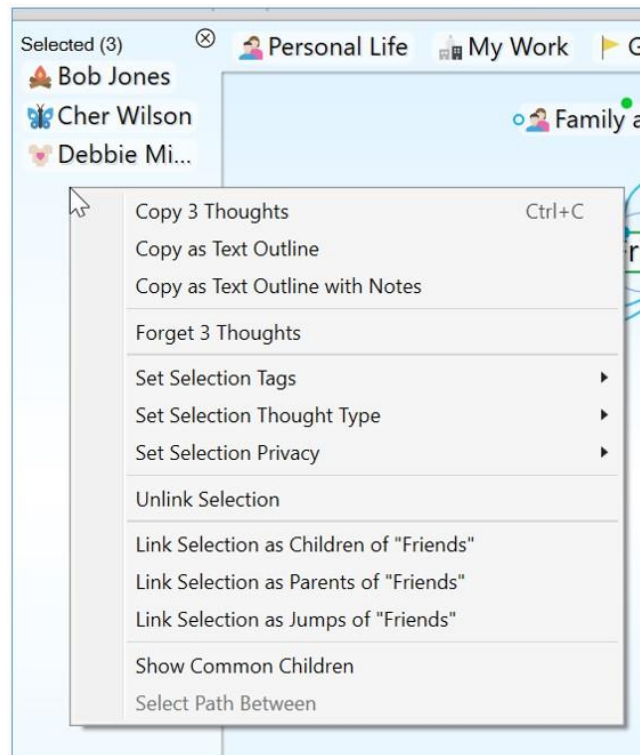 Selected (3)
Personal Life
My Work
G
Bob Jones
Cher Wilson
Debbie Mi...
Family a
Copy 3 Thoughts Ctrl+C
Copy as Text Outline
Copy as Text Outline with Notes
Forget 3 Thoughts
Set Selection Tags
Set Selection Thought Type
Set Selection Privacy
Unlink Selection
Link Selection as Children of "Friends"
Link Selection as Parents of "Friends"
Link Selection as Jumps of "Friends"
Show Common Children
Select Path Between